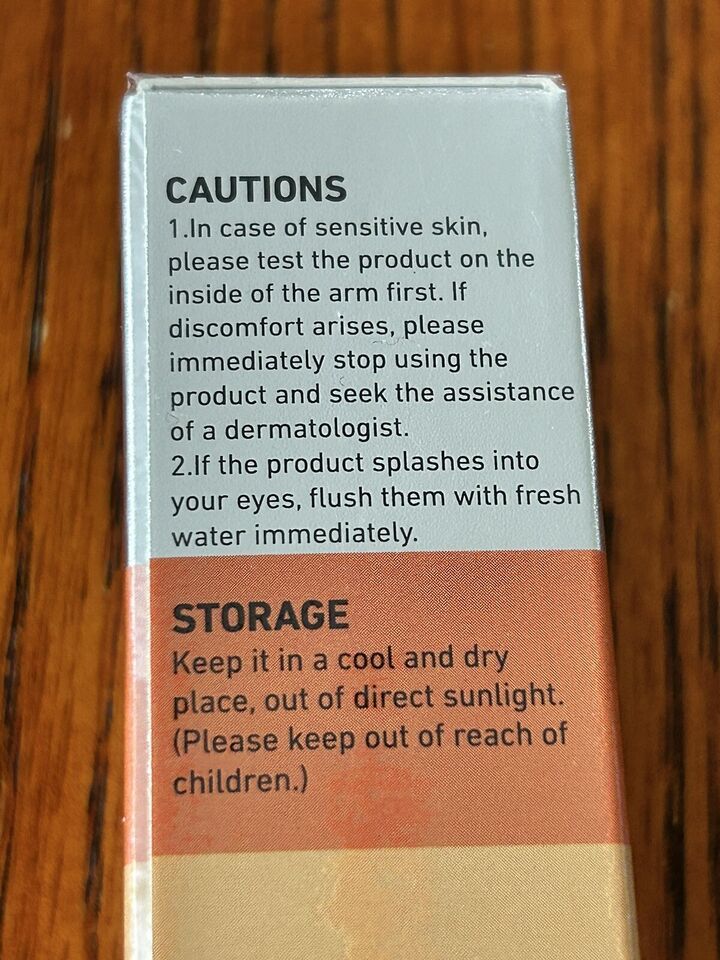 CAUTIONS
1.In case of sensitive skin,
please test the product on the
inside of the arm first. If
discomfort arises, please
immediately stop using the
product and seek the assistance
of a dermatologist.
2.If the product splashes into
your eyes, flush them with fresh
water immediately.
STORAGE
Keep it in a cool and dry
place, out of direct sunlight.
(Please keep out of reach of
children.)